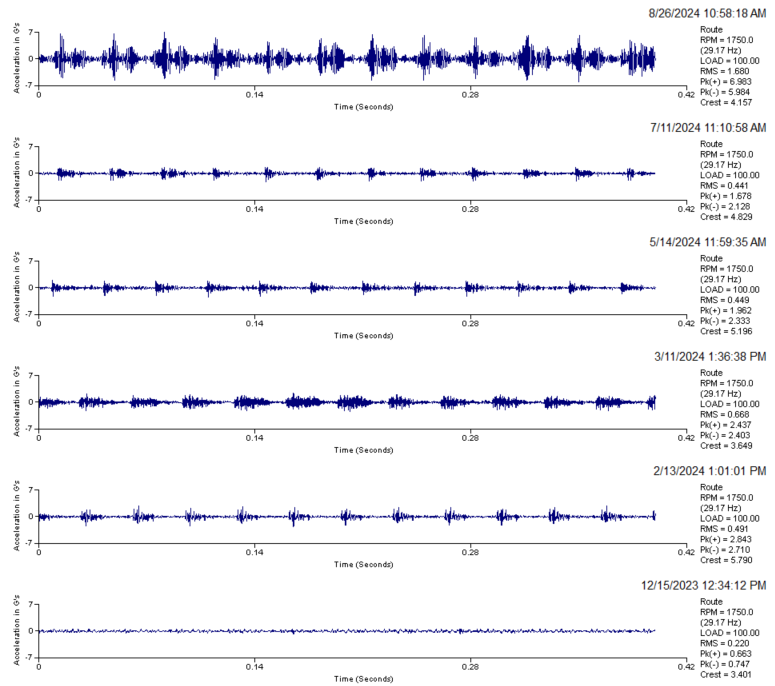 8/26/2024 10:58:18 AM
Acceleration in G's
7
0
-7
0 0.14 0.28 0.42
Time (Seconds)
Route
RPM = 1750.0
(29.17 Hz)
LOAD = 100.00
RMS = 1.680
Pk(+) = 6.983
Pk(-) = 5.984
Crest = 4.157
7/11/2024 11:10:58 AM
Acceleration in G's
7
0
-7
0 0.14 0.28 0.42
Time (Seconds)
Route
RPM = 1750.0
(29.17 Hz)
LOAD = 100.00
RMS = 0.441
Pk(+) = 1.678
Pk(-) = 2.128
Crest = 4.829
5/14/2024 11:59:35 AM
Acceleration in G's
7
0
-7
0 0.14 0.28 0.42
Time (Seconds)
Route
RPM = 1750.0
(29.17 Hz)
LOAD = 100.00
RMS = 0.449
Pk(+) = 1.962
Pk(-) = 2.333
Crest = 5.196
3/11/2024 1:36:38 PM
Acceleration in G's
7
0
-7
0 0.14 0.28 0.42
Time (Seconds)
Route
RPM = 1750.0
(29.17 Hz)
LOAD = 100.00
RMS = 0.668
Pk(+) = 2.437
Pk(-) = 2.403
Crest = 3.649
2/13/2024 1:01:01 PM
Acceleration in G's
7
0
-7
0 0.14 0.28 0.42
Time (Seconds)
Route
RPM = 1750.0
(29.17 Hz)
LOAD = 100.00
RMS = 0.491
Pk(+) = 2.843
Pk(-) = 2.710
Crest = 5.790
12/15/2023 12:34:12 PM
Acceleration in G's
7
0
-7
0 0.14 0.28 0.42
Time (Seconds)
Route
RPM = 1750.0
(29.17 Hz)
LOAD = 100.00
RMS = 0.220
Pk(+) = 0.663
Pk(-) = 0.747
Crest = 3.401